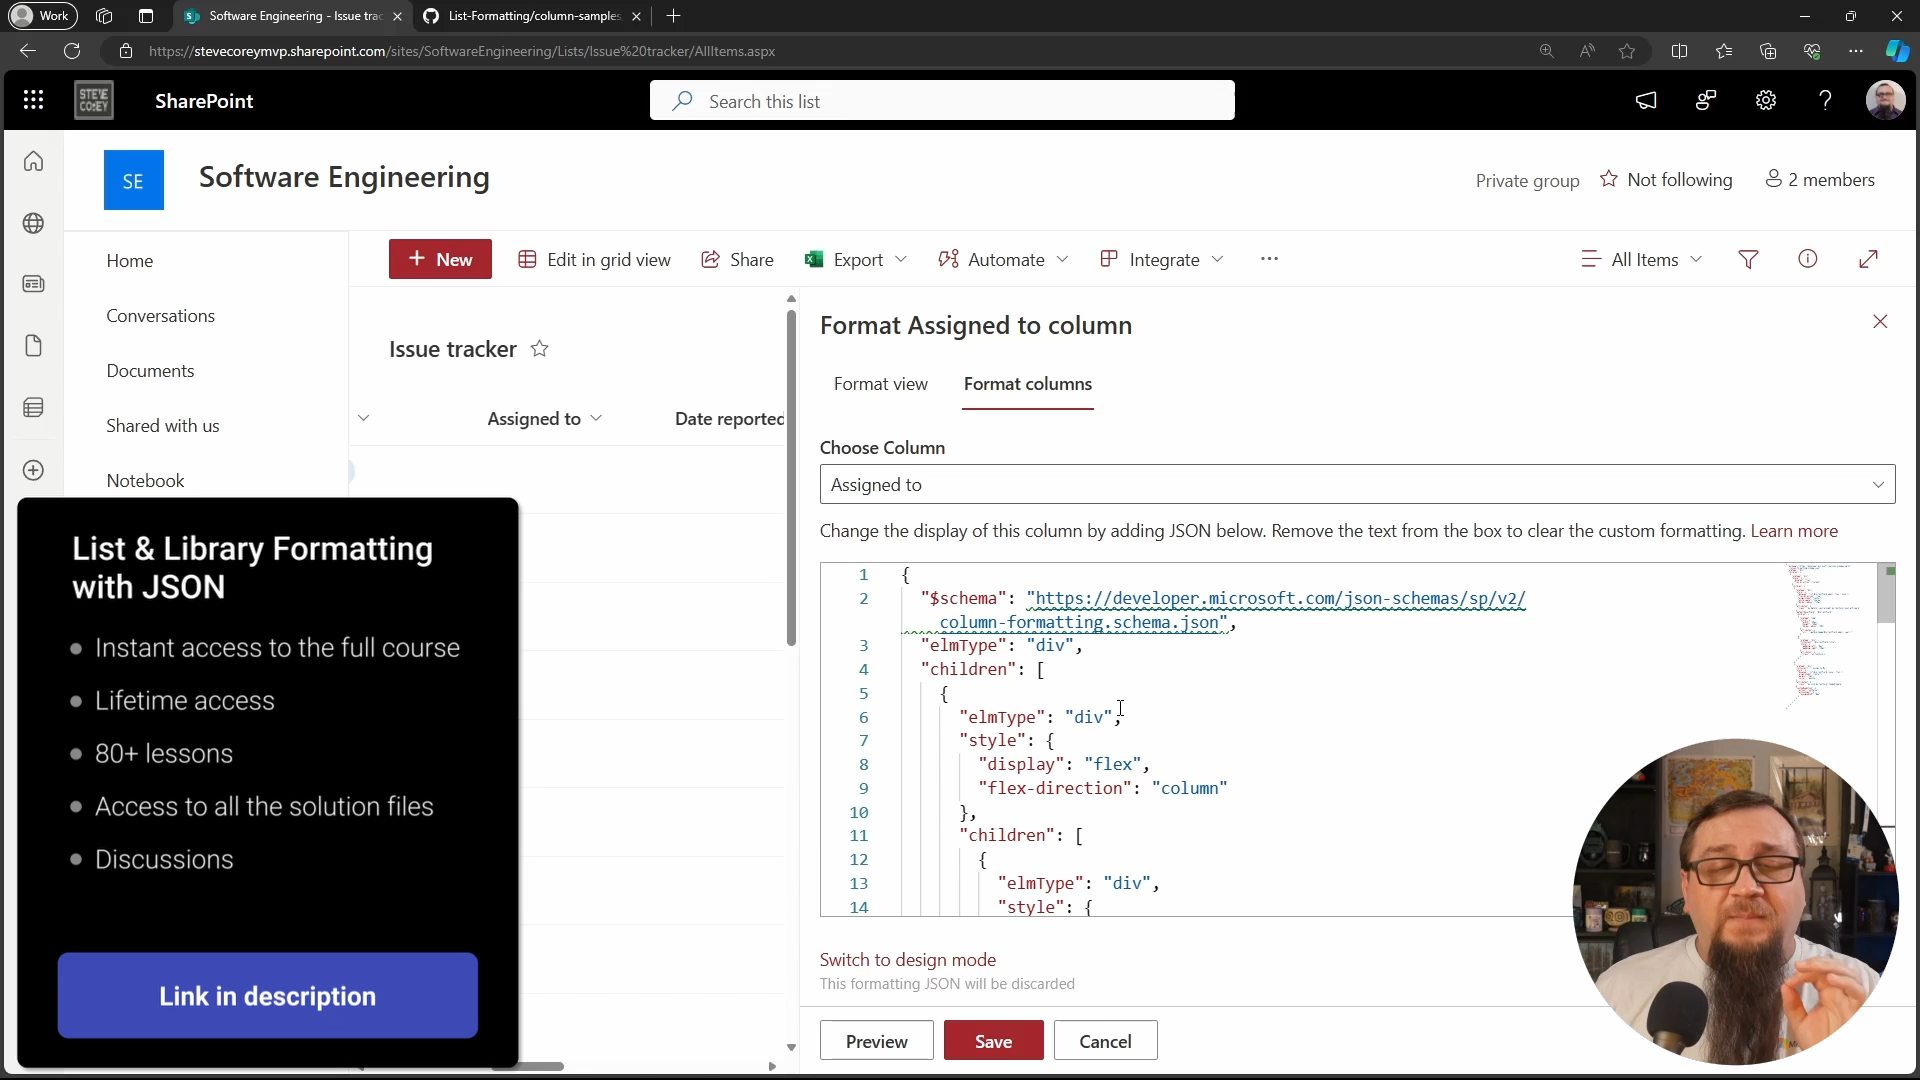 Work
Software Engineering - Issue trac
List-Formatting/column-samples
https://stevecoreymvp.sharepoint.com/sites/SoftwareEngineering/Lists/Issue%20tracker/AllItems.aspx
STEVE
COREY
SharePoint
Search this list
SE
Software Engineering
Private group
Not following
2 members
Home
Conversations
Documents
Shared with us
Notebook
New
Edit in grid view
Share
Export
Automate
Integrate
All Items
Issue tracker
Assigned to
Date reported
Format Assigned to column
Format view
Format columns
Choose Column
Assigned to
Change the display of this column by adding JSON below. Remove the text from the box to clear the custom formatting. Learn more
1 {
2 "$schema": "https://developer.microsoft.com/json-schemas/sp/v2/
column-formatting.schema.json",
3 "elmType": "div",
4 "children": [
5 {
6 "elmType": "div",
7 "style": {
8 "display": "flex",
9 "flex-direction": "column"
10 },
11 "children": [
12 {
13 "elmType": "div",
14 "style": {
Switch to design mode
This formatting JSON will be discarded
Preview
Save
Cancel
List & Library Formatting
with JSON
Instant access to the full course
Lifetime access
80+ lessons
Access to all the solution files
Discussions
Link in description